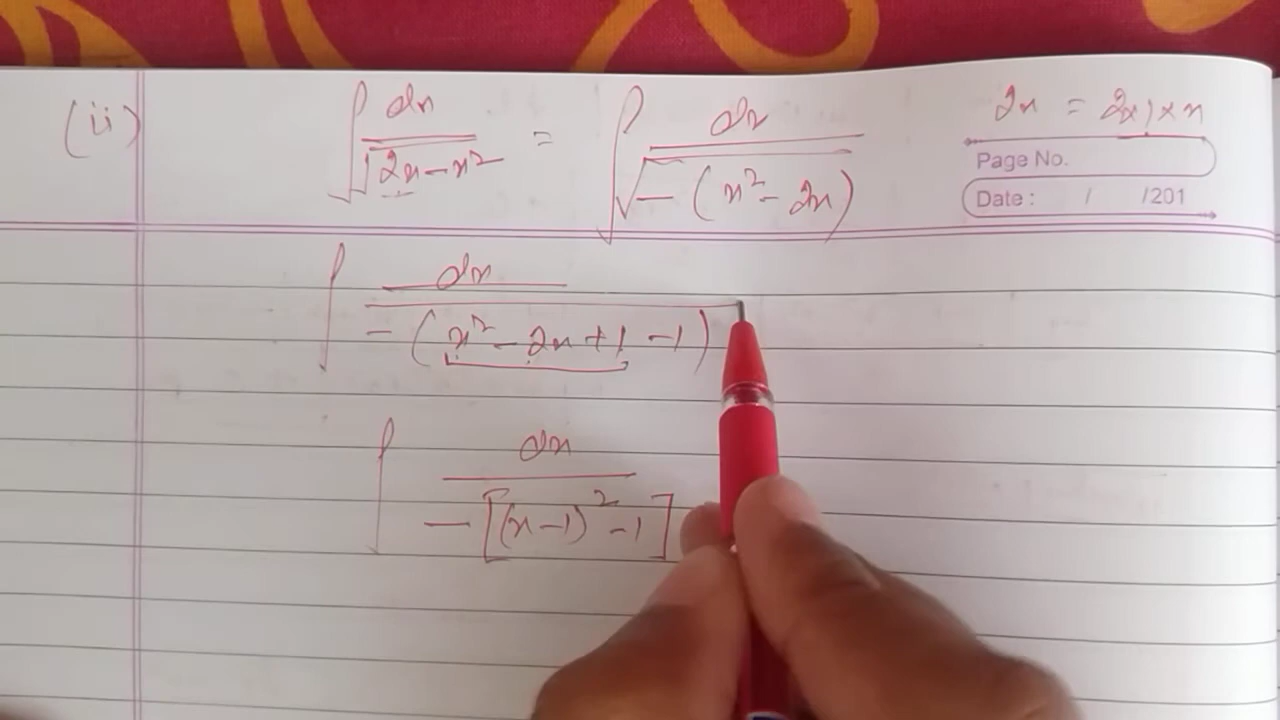 (ii) ∫ dx / √(2x-x²) = ∫ dx / √(-(x²-2x))
2x = 2×1×x
Page No.
Date : / /201
∫ dx / -(x²-2x+1-1)
∫ dx / -[(x-1)²-1]